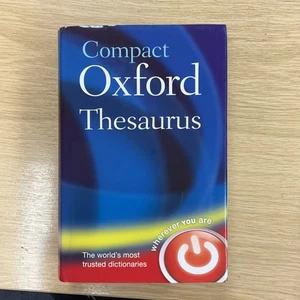 Compact
Oxford
Thesaurus
wherever you are
The world's most
trusted dictionaries